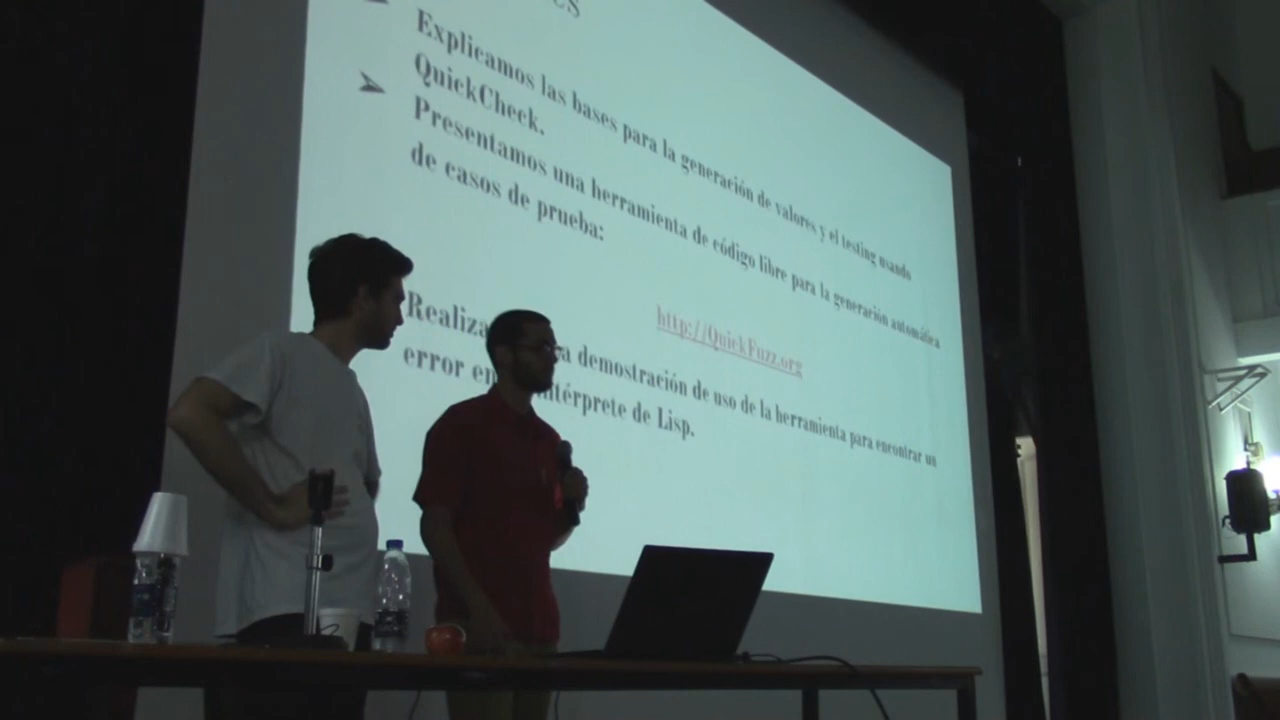 Explicamos las bases para la generación de valores y el testing usando
QuickCheck.
Presentamos una herramienta de código libre para la generación automática
de casos de prueba:
http://QuickFuzz.org
Realiza a demostración de uso de la herramienta para encontrar un
error en intérprete de Lisp.